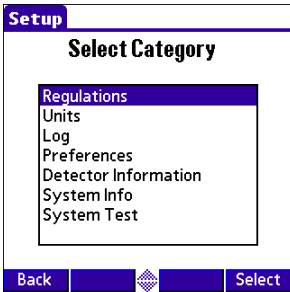 Setup
Select Category
Regulations
Units
Log
Preferences
Detector Information
System Info
System Test
Back
Select